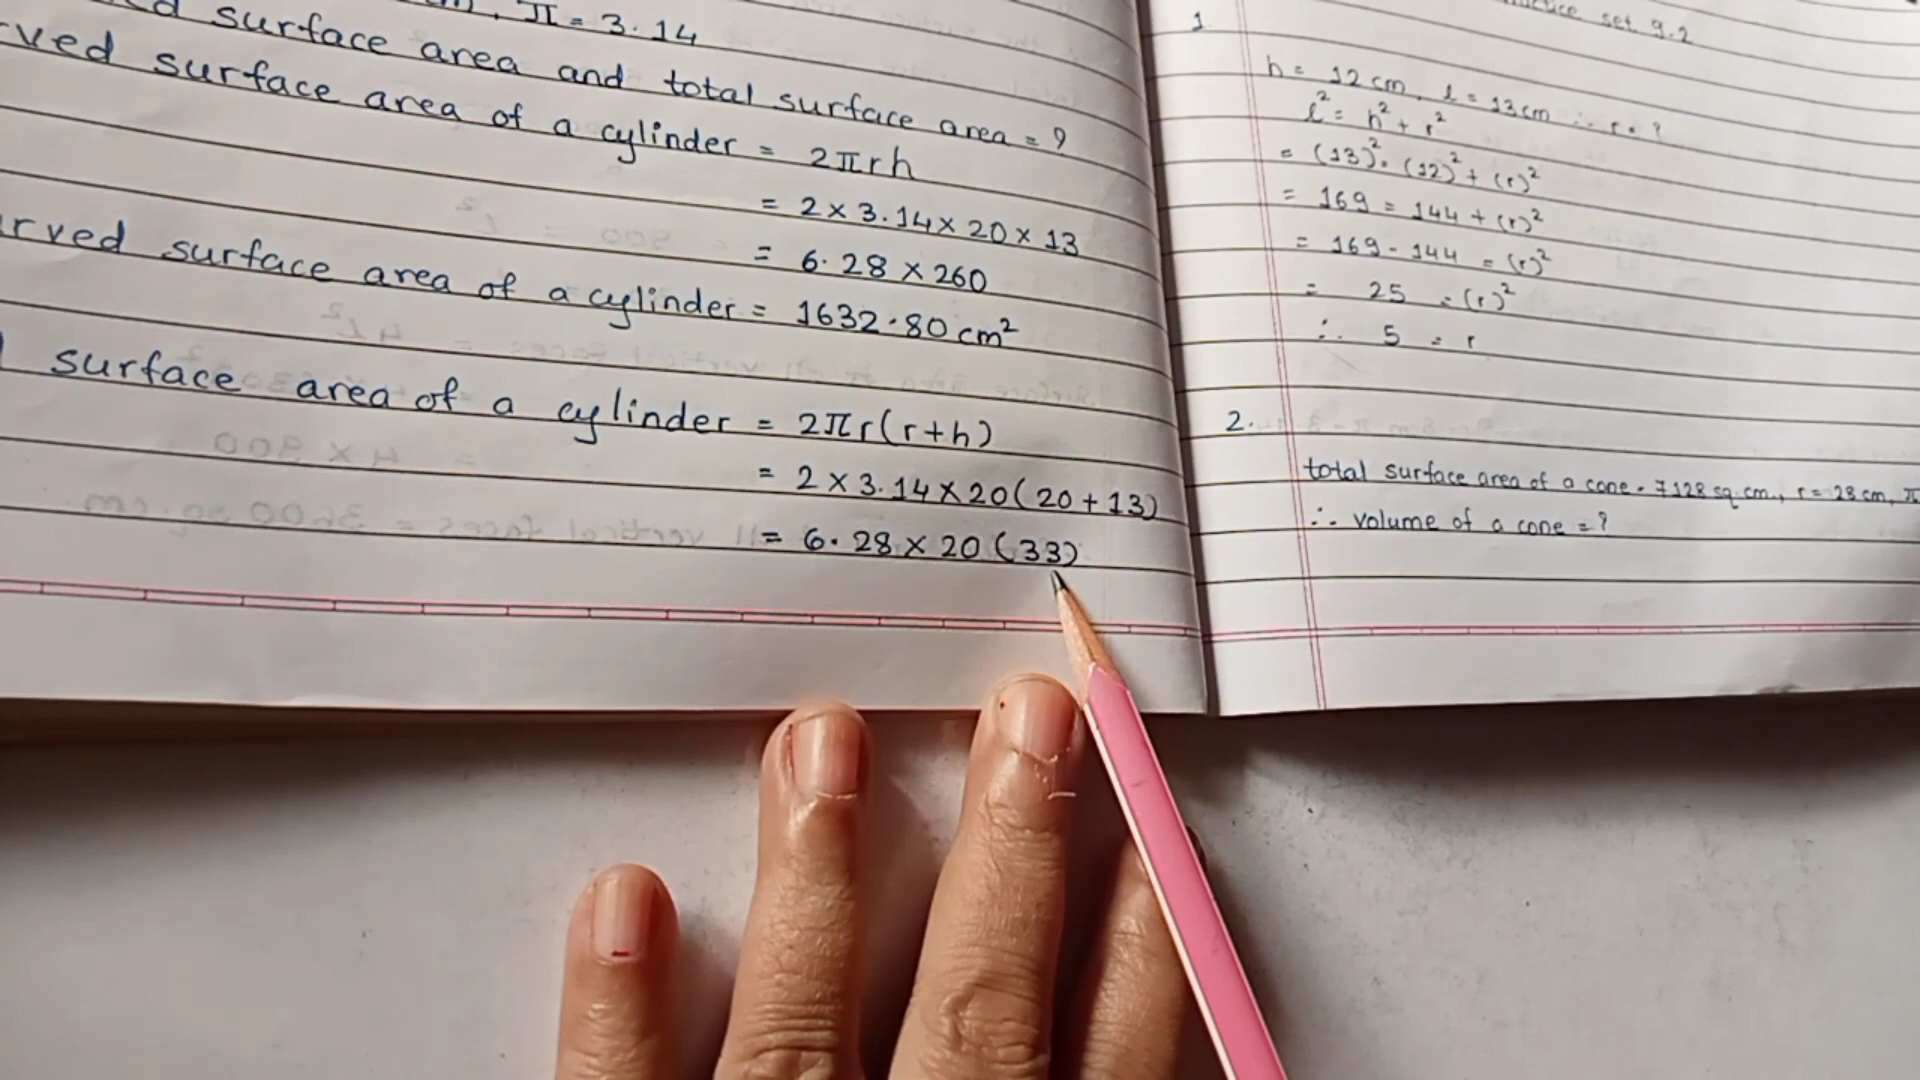 π = 3.14
surface area and total surface area = ?
ved surface area of a cylinder = 2πrh
= 2 × 3.14 × 20 × 13
= 6.28 × 260
rved surface area of a cylinder = 1632.80 cm²
surface area of a cylinder = 2πr(r+h)
= 2 × 3.14 × 20 (20 + 13)
= 6.28 × 20 (33)
set 9.2
1
h = 12 cm, l = 13 cm ∴ r = ?
l² = h² + r²
= (13)² = (12)² + (r)²
= 169 = 144 + (r)²
= 169 - 144 = (r)²
= 25 = (r)²
∴ 5 = r
2.
total surface area of a cone = 7128 sq.cm., r = 28 cm, π
∴ volume of a cone = ?